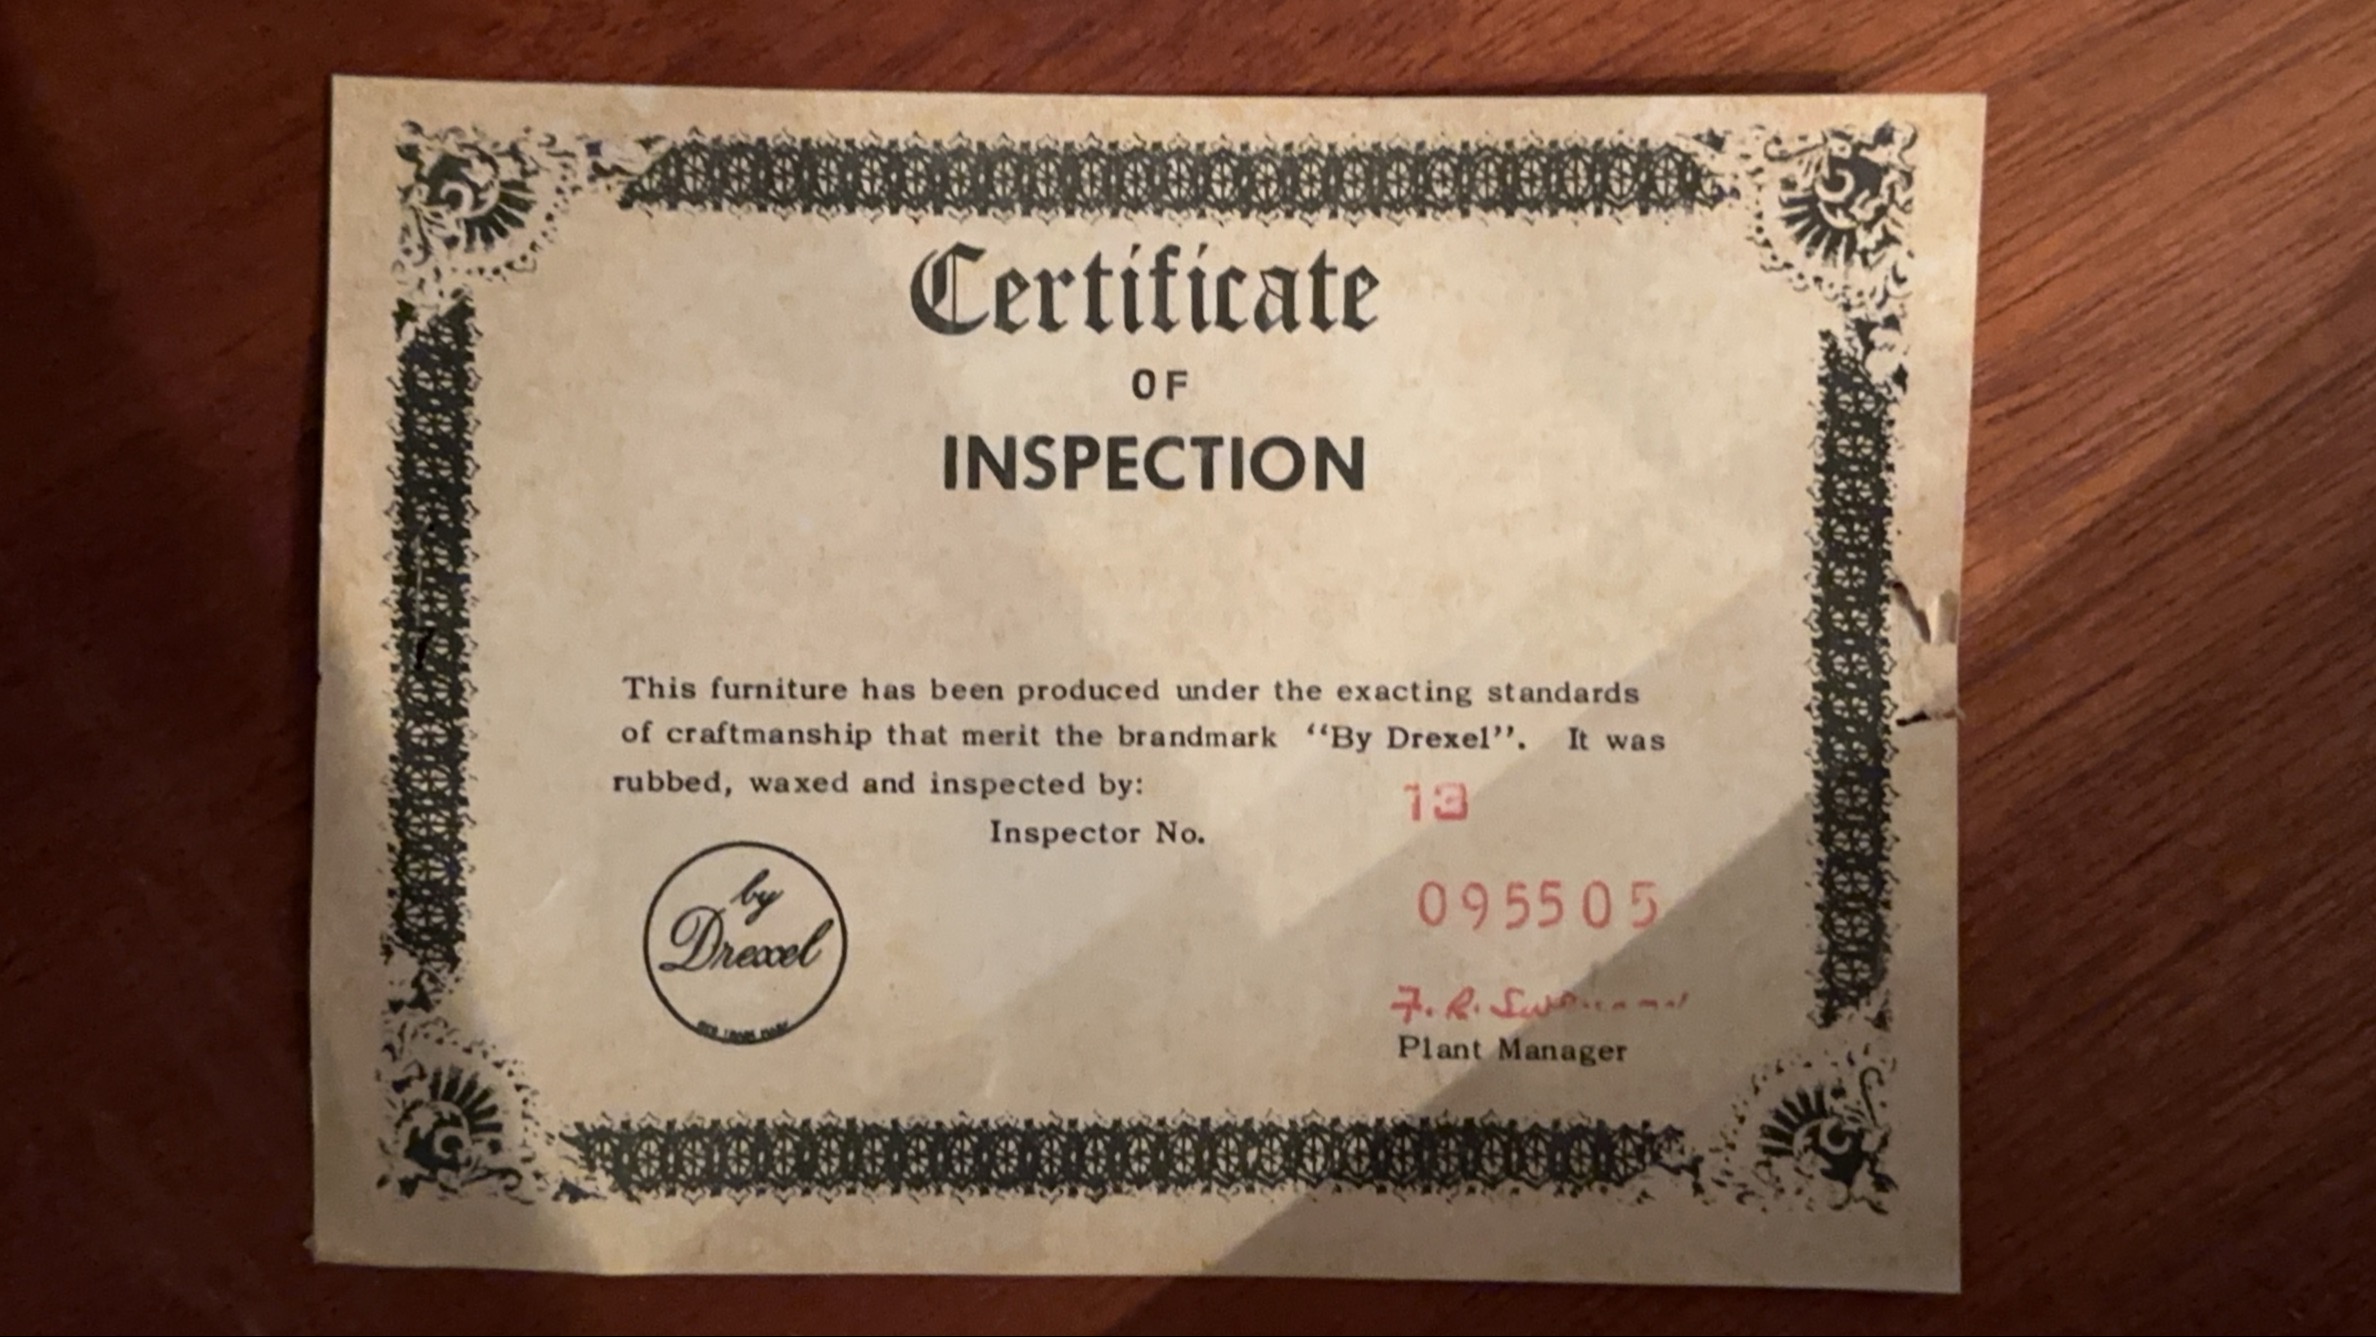 Certificate
OF
INSPECTION
This furniture has been produced under the exacting standards
of craftmanship that merit the brandmark “By Drexel”. It was
rubbed, waxed and inspected by:
13
Inspector No.
by
Drexel
095505
F. R.
Plant Manager